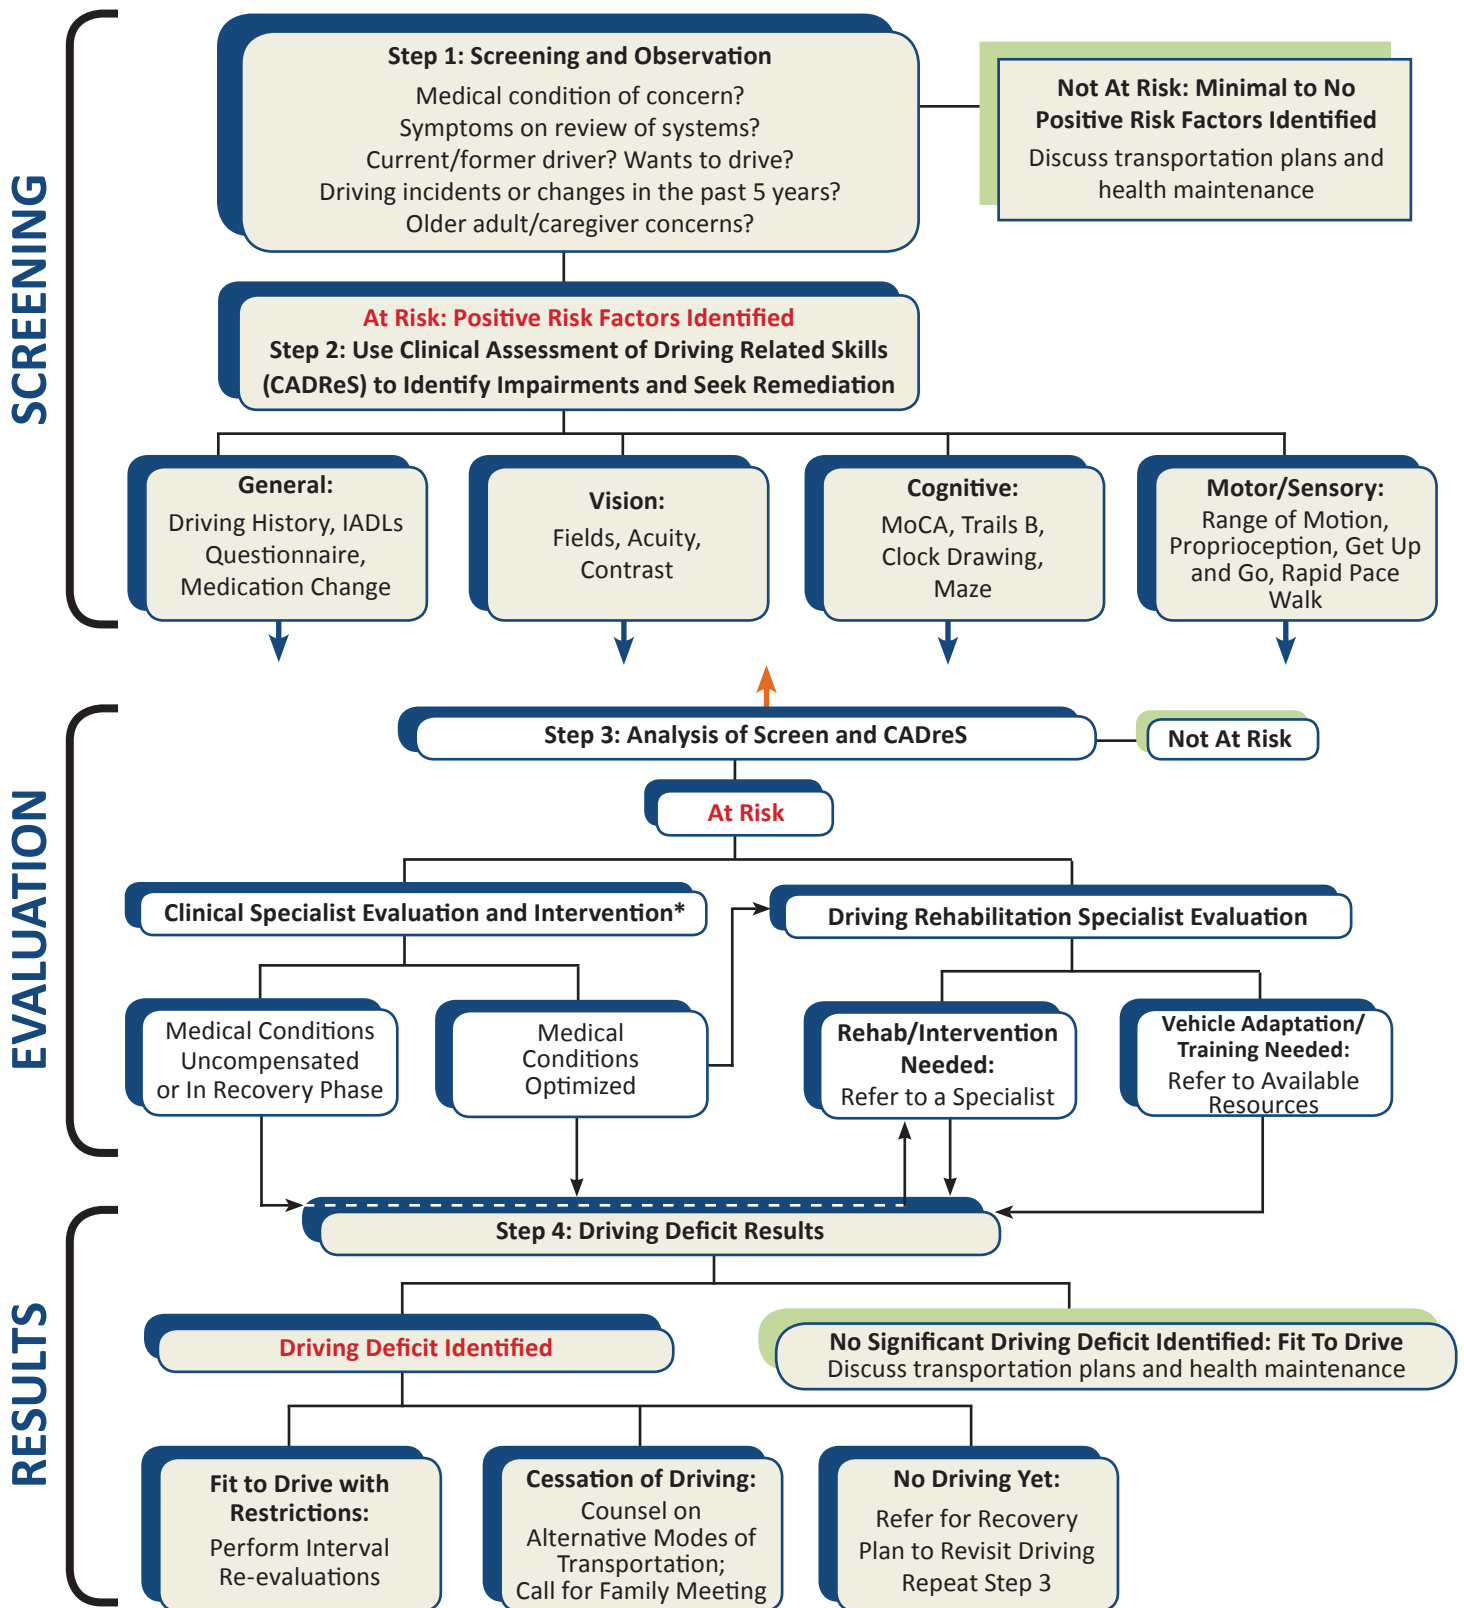 SCREENING
Step 1: Screening and Observation
Medical condition of concern?
Symptoms on review of systems?
Current/former driver? Wants to drive?
Driving incidents or changes in the past 5 years?
Older adult/caregiver concerns?
Not At Risk: Minimal to No
Positive Risk Factors Identified
Discuss transportation plans and
health maintenance
At Risk: Positive Risk Factors Identified
Step 2: Use Clinical Assessment of Driving Related Skills
(CADReS) to Identify Impairments and Seek Remediation
General:
Driving History, IADLs
Questionnaire,
Medication Change
Vision:
Fields, Acuity,
Contrast
Cognitive:
MoCA, Trails B,
Clock Drawing,
Maze
Motor/Sensory:
Range of Motion,
Proprioception, Get Up
and Go, Rapid Pace
Walk
EVALUATION
Step 3: Analysis of Screen and CADreS
Not At Risk
At Risk
Clinical Specialist Evaluation and Intervention*
Driving Rehabilitation Specialist Evaluation
Medical Conditions
Uncompensated
or In Recovery Phase
Medical
Conditions
Optimized
Rehab/Intervention
Needed:
Refer to a Specialist
Vehicle Adaptation/
Training Needed:
Refer to Available
Resources
RESULTS
Step 4: Driving Deficit Results
Driving Deficit Identified
No Significant Driving Deficit Identified: Fit To Drive
Discuss transportation plans and health maintenance
Fit to Drive with
Restrictions:
Perform Interval
Re-evaluations
Cessation of Driving:
Counsel on
Alternative Modes of
Transportation;
Call for Family Meeting
No Driving Yet:
Refer for Recovery
Plan to Revisit Driving
Repeat Step 3